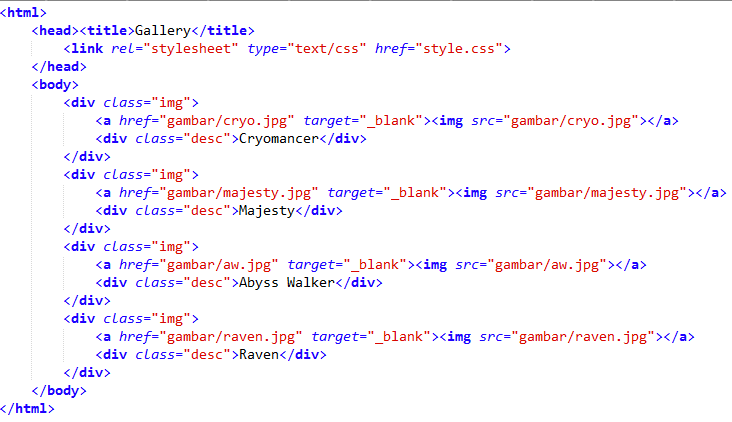 <html>
<head><title>Gallery</title>
<link rel="stylesheet" type="text/css" href="style.css">
</head>
<body>
<div class="img">
<a href="gambar/cryo.jpg" target="_blank"><img src="gambar/cryo.jpg"></a>
<div class="desc">Cryomancer</div>
</div>
<div class="img">
<a href="gambar/majesty.jpg" target="_blank"><img src="gambar/majesty.jpg"></a>
<div class="desc">Majesty</div>
</div>
<div class="img">
<a href="gambar/aw.jpg" target="_blank"><img src="gambar/aw.jpg"></a>
<div class="desc">Abyss Walker</div>
</div>
<div class="img">
<a href="gambar/raven.jpg" target="_blank"><img src="gambar/raven.jpg"></a>
<div class="desc">Raven</div>
</div>
</body>
</html>